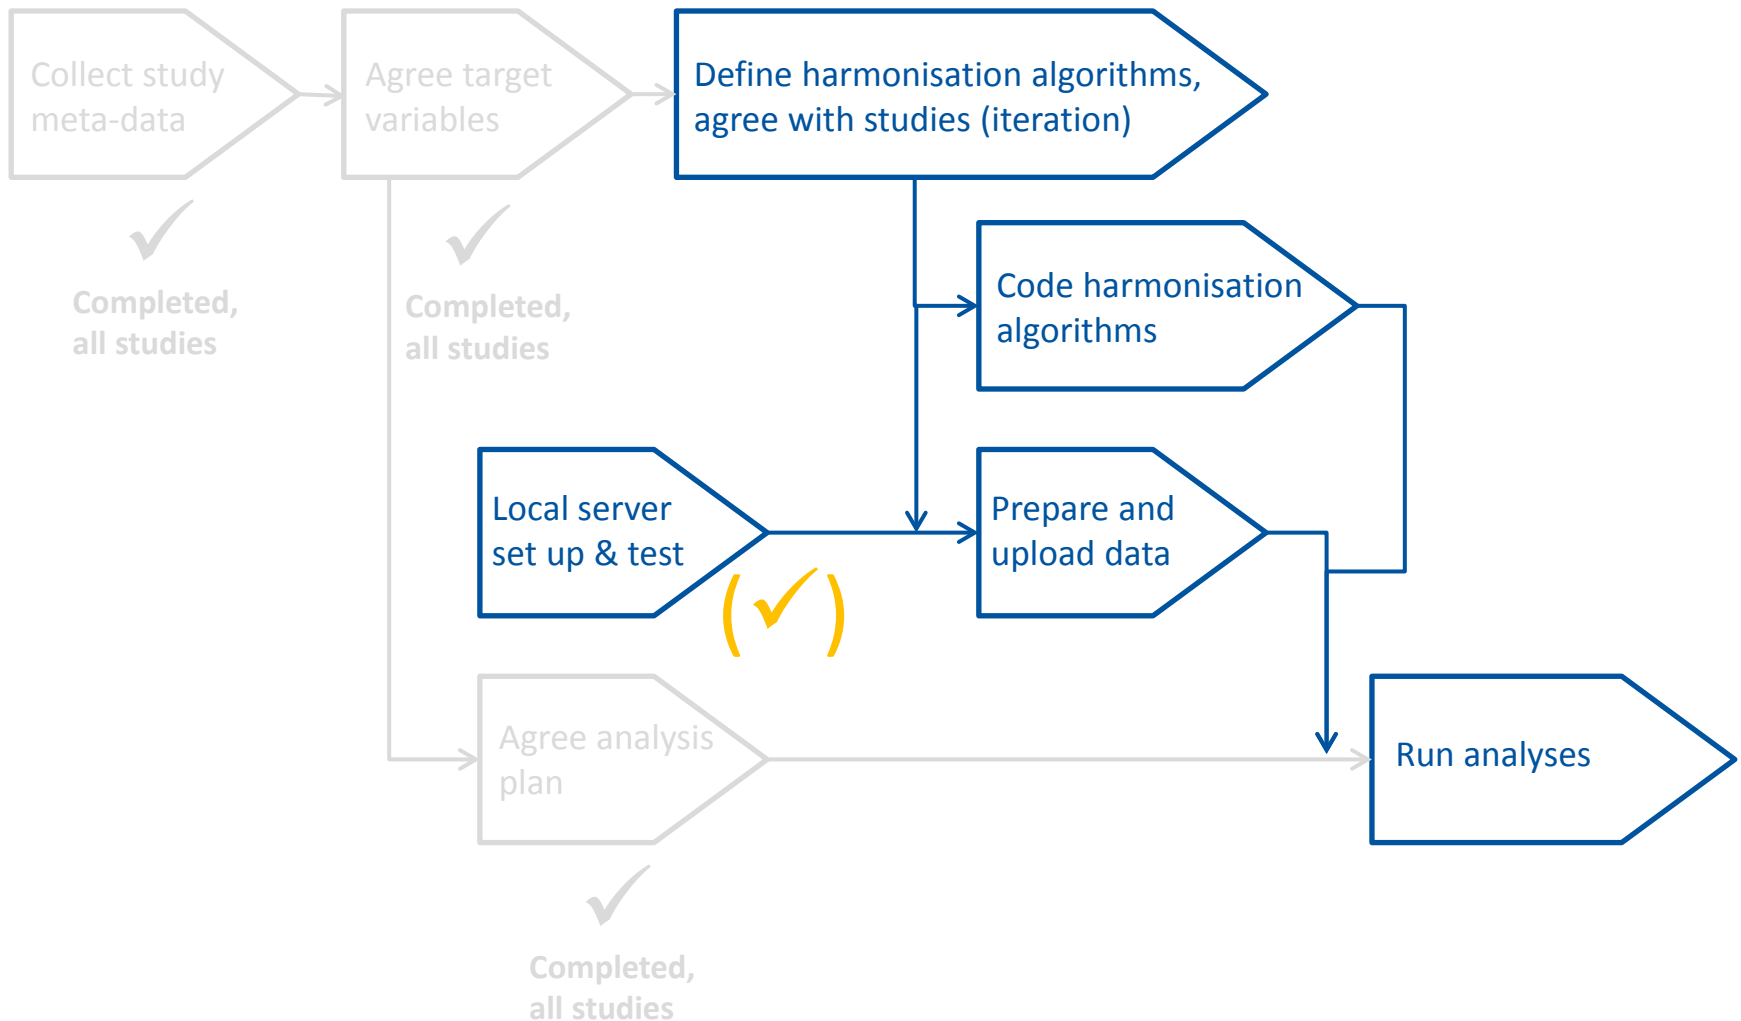 Collect study
meta-data
Agree target
variables
Define harmonisation algorithms,
agree with studies (iteration)
Completed,
all studies
Completed,
all studies
Code harmonisation
algorithms
Local server
set up & test
(✓)
Prepare and
upload data
Agree analysis
plan
Run analyses
Completed,
all studies